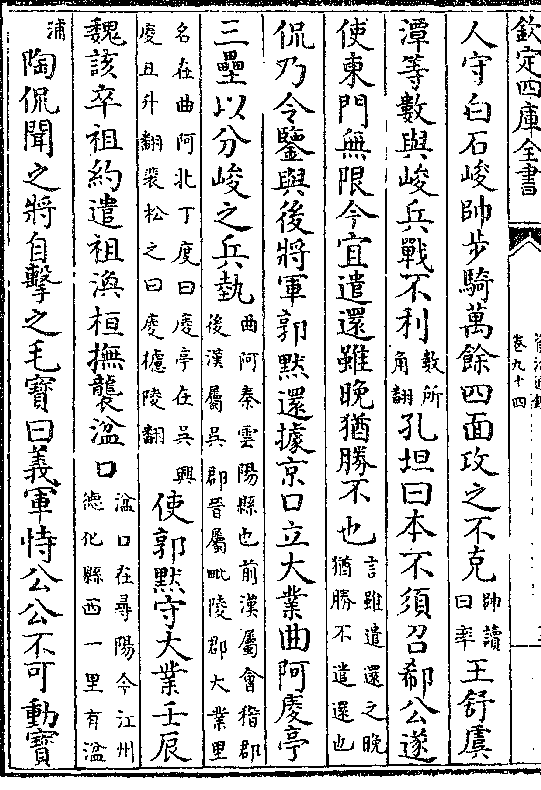 欽定四庫全書
卷九十四
人守白石峻帥步騎萬餘四面攻之不克帥讀曰率王舒虞
潭等數與峻兵戰不利數所角翻孔坦曰本不須召郗公遂
使東門無限今宜遣還雖晚猶勝不也言雖遣還之晚猶勝不遣還也
侃乃令鑒與後將軍郭默還據京口立大業曲阿庱亭
三壘以分峻之兵埶曲阿秦雲陽縣也前漢屬會稽郡後漢屬吳郡晉屬毗陵郡大業里
名在曲阿北丁度曰庱亭在吳興庱丑升翻裴松之曰庱攄陵翻使郭默守大業壬辰
魏該卒祖約遣祖渙桓撫襲湓口湓口在尋陽今江州德化縣西一里有湓
浦陶侃聞之將自擊之毛寶曰義軍恃公公不可動寶